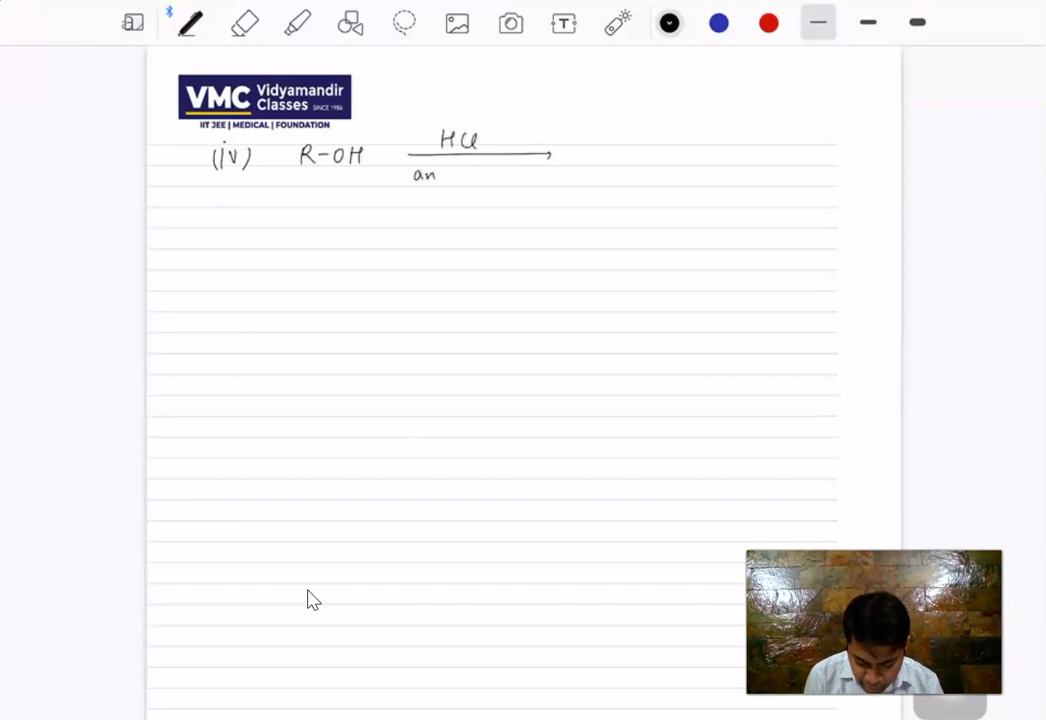 VMC Vidyamandir Classes SINCE 1986
IIT JEE | MEDICAL | FOUNDATION
(iv) R-OH HCl
an
T